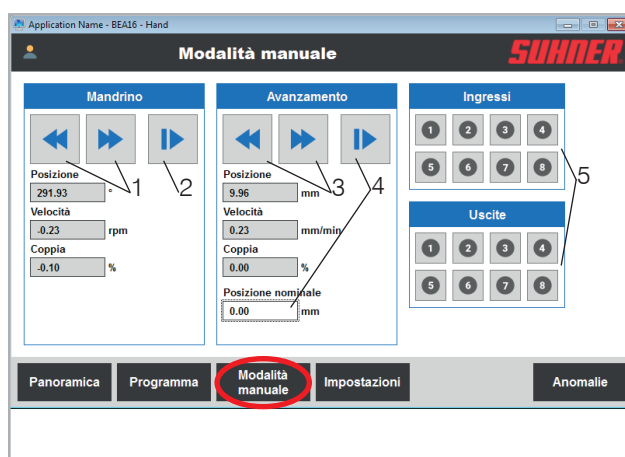 Application Name - BEA16 - Hand
Modalità manuale
SUHNER
Mandrino
Avanzamento
Ingressi
1 2 3 4
5 6 7 8
Posizione
291.93 °
Velocità
-0.23 rpm
Coppia
-0.10 %
Posizione
9.96 mm
Velocità
0.23 mm/min
Coppia
0.00 %
Posizione nominale
0.00 mm
Uscite
1 2 3 4
5 6 7 8
1
2
3
4
5
Panoramica
Programma
Modalità
manuale
Impostazioni
Anomalie